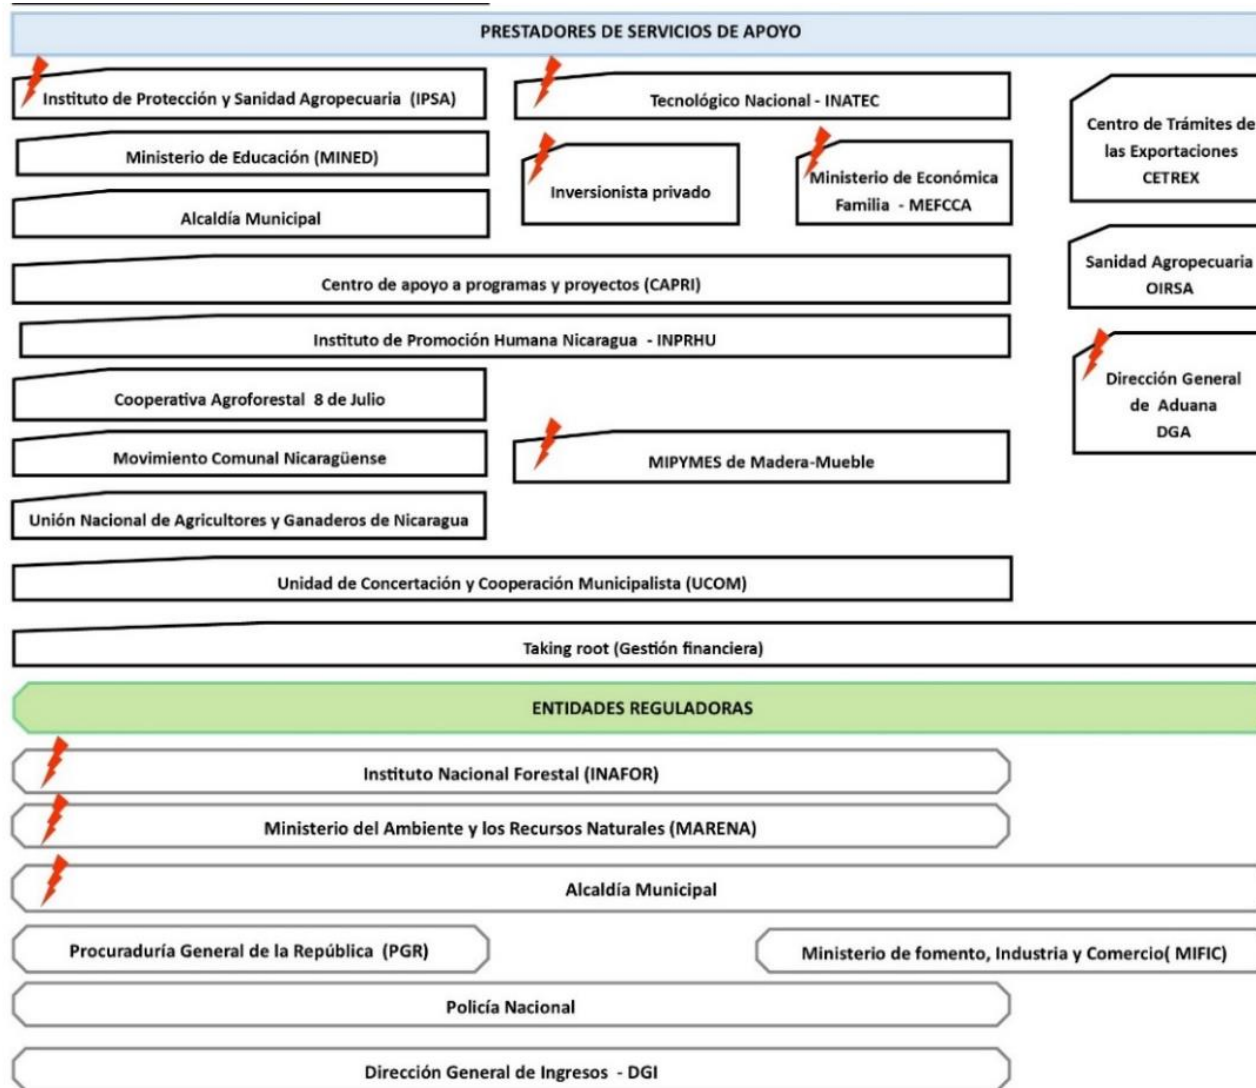 PRESTADORES DE SERVICIOS DE APOYO
Instituto de Protección y Sanidad Agropecuaria (IPSA)
Tecnológico Nacional - INATEC
Centro de Trámites de
las Exportaciones
CETREX
Ministerio de Educación (MINED)
Inversionista privado
Ministerio de Económica
Familia - MEFCCA
Alcaldía Municipal
Sanidad Agropecuaria
OIRSA
Centro de apoyo a programas y proyectos (CAPRI)
Instituto de Promoción Humana Nicaragua - INPRHU
Dirección General
de Aduana
DGA
Cooperativa Agroforestal 8 de Julio
Movimiento Comunal Nicaragüense
MIPYMES de Madera-Mueble
Unión Nacional de Agricultores y Ganaderos de Nicaragua
Unidad de Concertación y Cooperación Municipalista (UCOM)
Taking root (Gestión financiera)
ENTIDADES REGULADORAS
Instituto Nacional Forestal (INAFOR)
Ministerio del Ambiente y los Recursos Naturales (MARENA)
Alcaldía Municipal
Procuraduría General de la República (PGR)
Ministerio de fomento, Industria y Comercio( MIFIC)
Policía Nacional
Dirección General de Ingresos - DGI